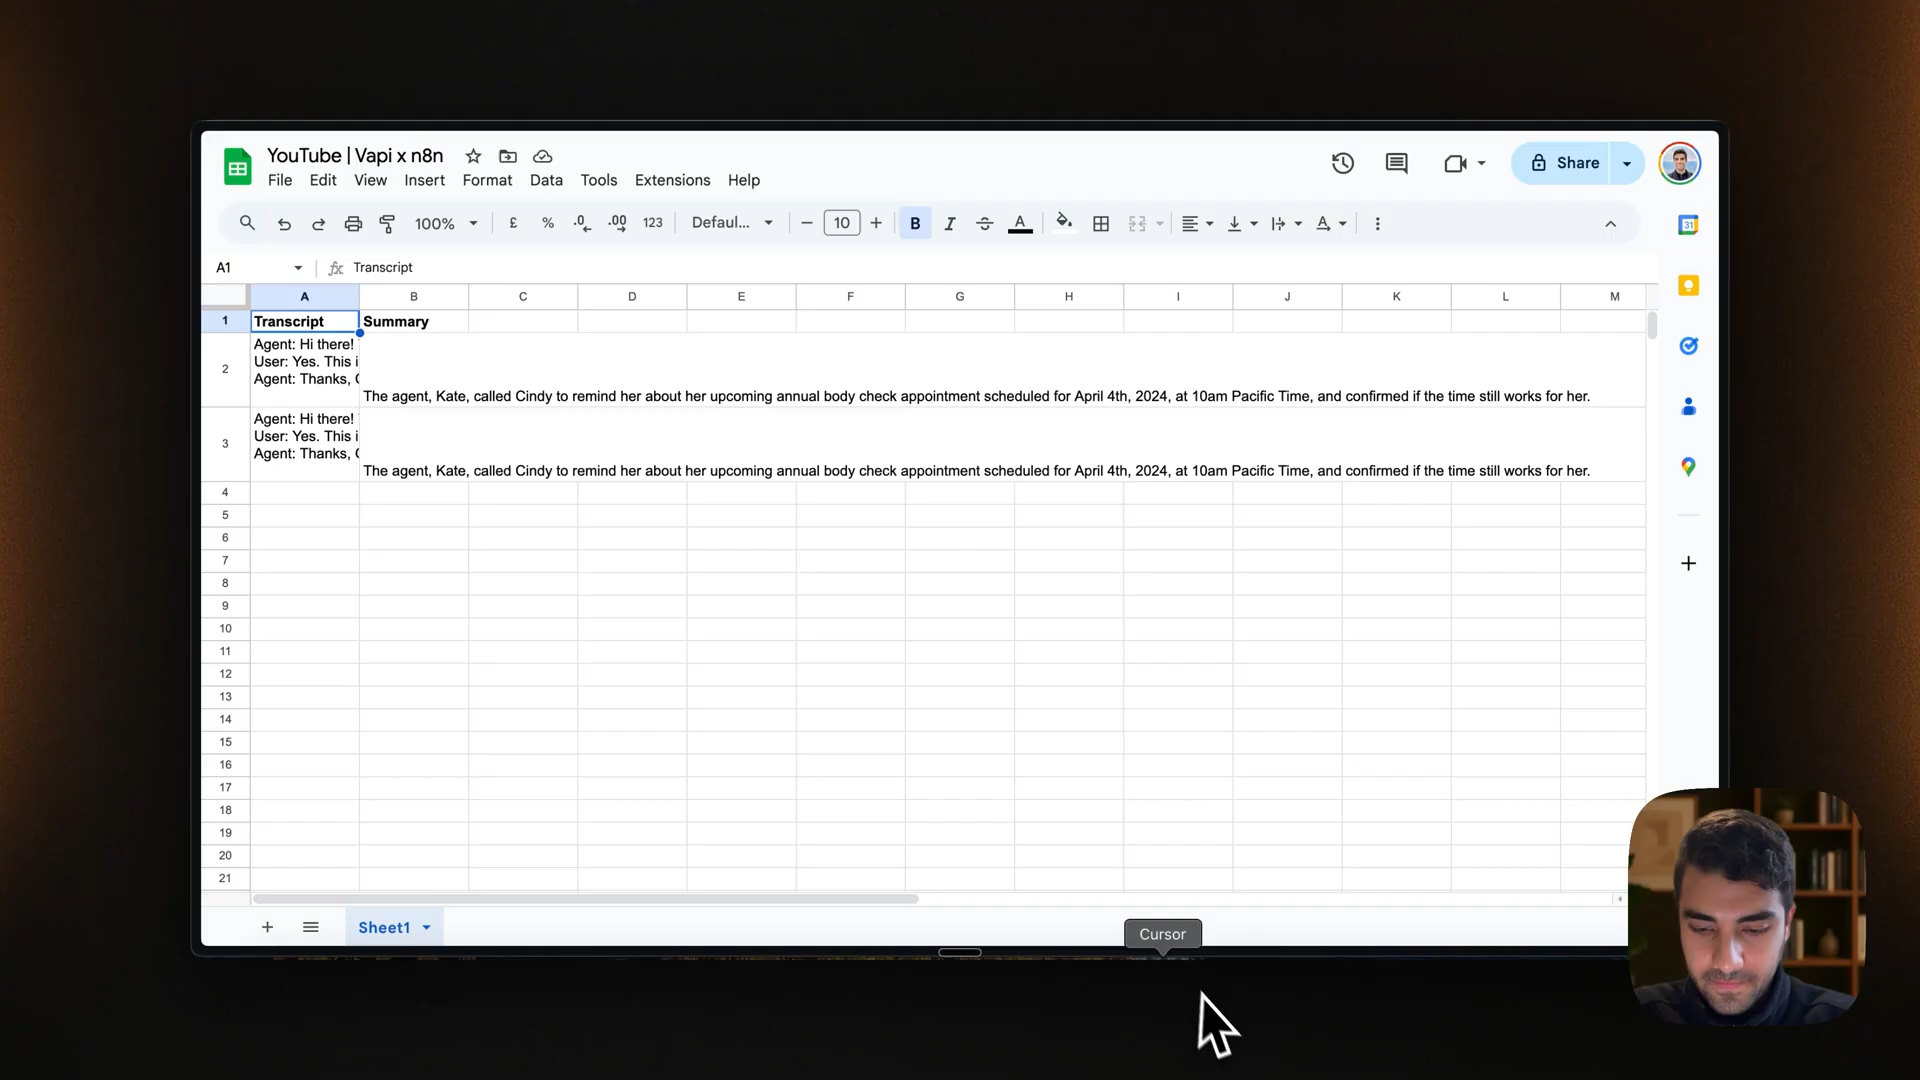 YouTube | Vapi x n8n
File Edit View Insert Format Data Tools Extensions Help
Share
100% £ % .0 .00 123 Defaul... 10 B I A
31
A1 fx Transcript
A B C D E F G H I J K L M
1 Transcript Summary
Agent: Hi there!
User: Yes. This i
Agent: Thanks,
2 The agent, Kate, called Cindy to remind her about her upcoming annual body check appointment scheduled for April 4th, 2024, at 10am Pacific Time, and confirmed if the time still works for her.
Agent: Hi there!
User: Yes. This i
Agent: Thanks,
3 The agent, Kate, called Cindy to remind her about her upcoming annual body check appointment scheduled for April 4th, 2024, at 10am Pacific Time, and confirmed if the time still works for her.
4
5
6
7
8
9
10
11
12
13
14
15
16
17
18
19
20
21
Sheet1
Cursor